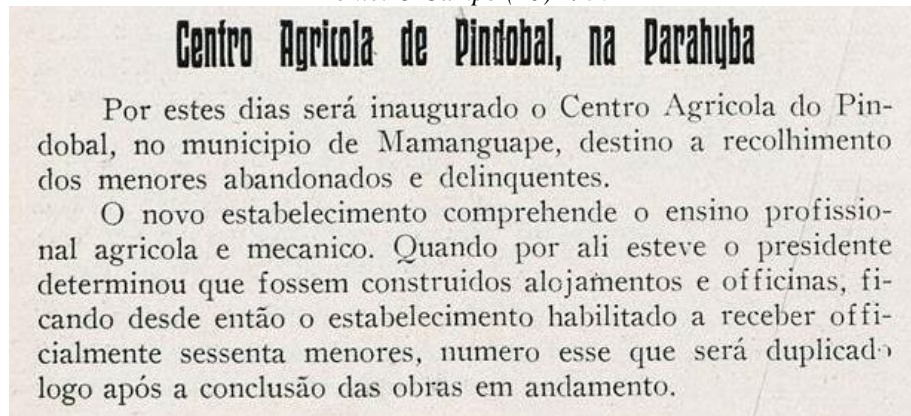 Centro Agricola de Pindobal, na Parahyba
Por estes dias será inaugurado o Centro Agricola do Pin-
dobal, no municipio de Mamanguape, destino a recolhimento
dos menores abandonados e delinquentes.
O novo estabelecimento comprehende o ensino profissio-
nal agricola e mecanico. Quando por ali esteve o presidente
determinou que fossem construidos alojamentos e officinas, fi-
cando desde então o estabelecimento habilitado a receber offi-
cialmente sessenta menores, numero esse que será duplicado
logo após a conclusão das obras em andamento.